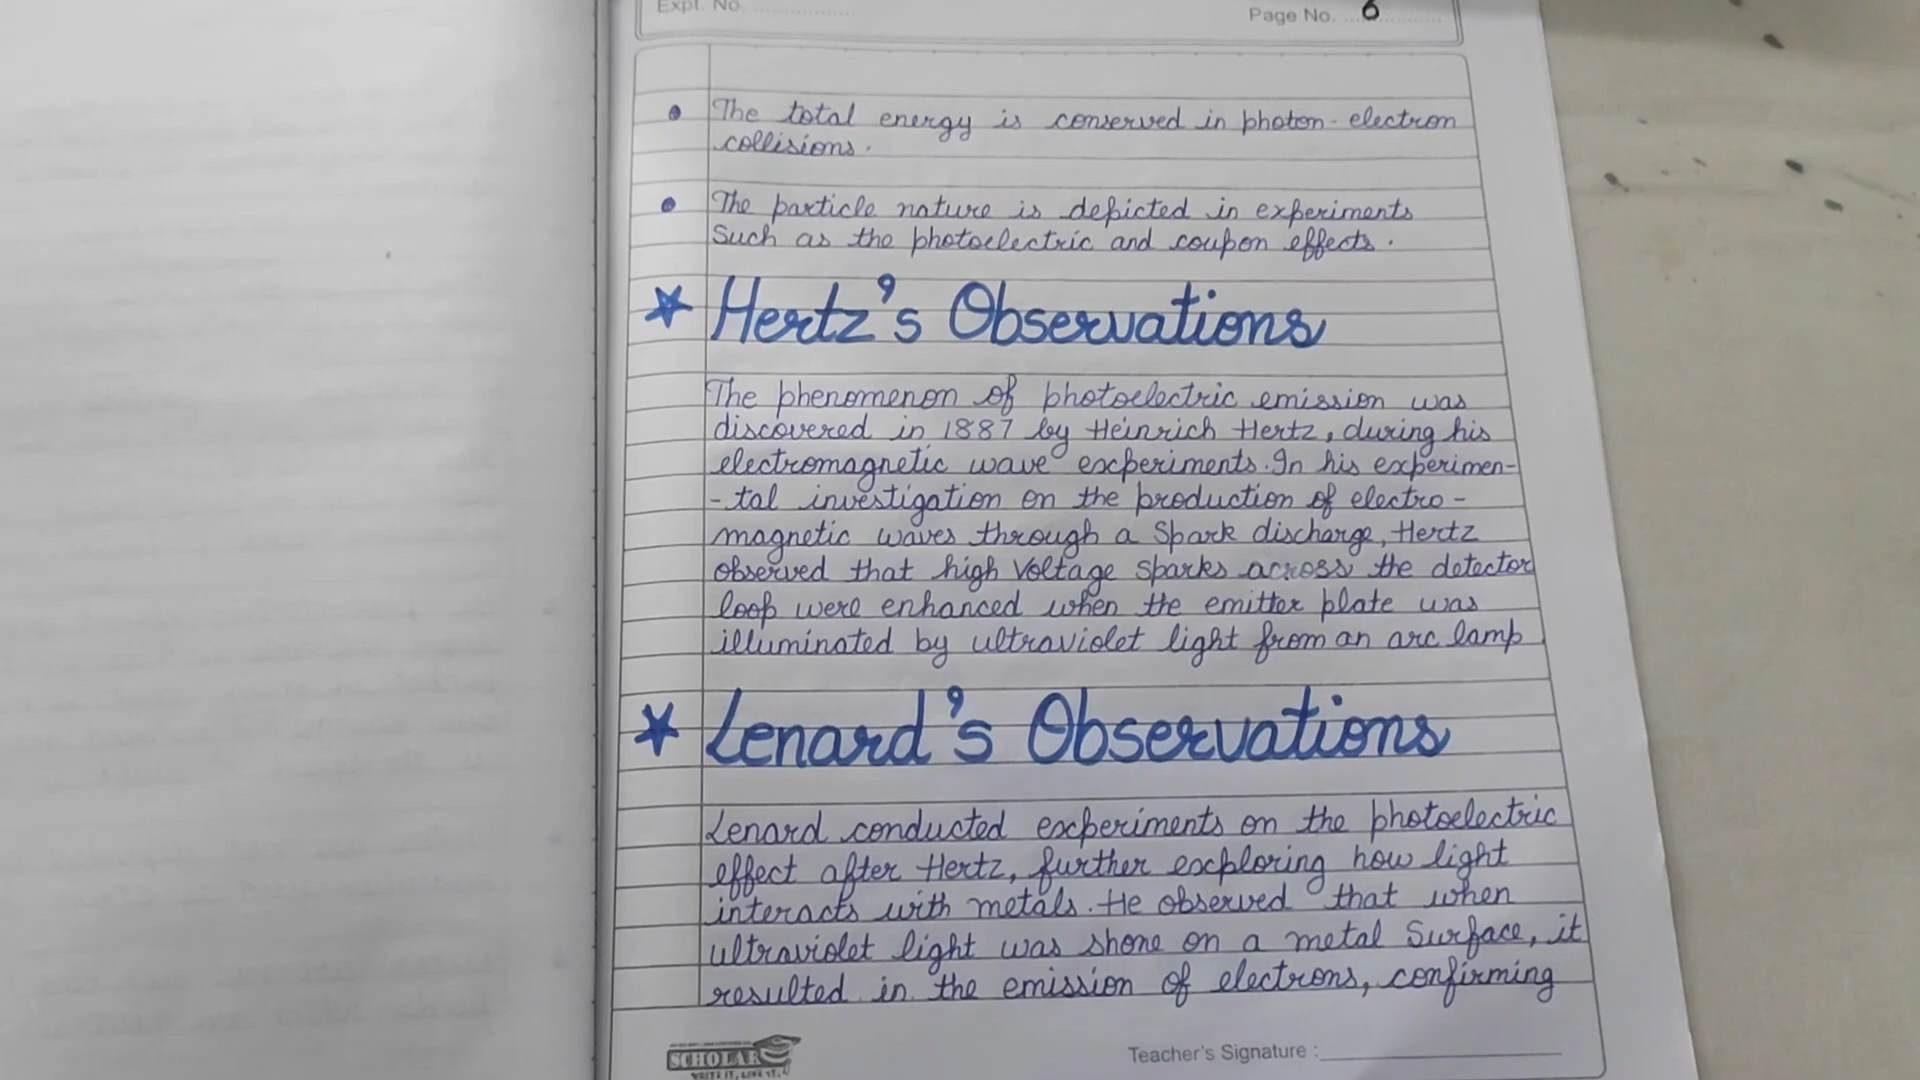 Expt. No.
Page No. 6
The total energy is conserved in photon-electron
collisions.
The particle nature is depicted in experiments
Such as the photoelectric and coupon effects.
Hertz's Observations
The phenomenon of photoelectric emission was
discovered in 1887 by Heinrich Hertz, during his
electromagnetic wave experiments. In his experimen-
-tal investigation on the production of electro-
magnetic waves through a Spark discharge, Hertz
observed that high Voltage sparks across the detector
loop were enhanced when the emitter plate was
illuminated by ultraviolet light from an arc lamp
Lenard's Observations
Lenard conducted experiments on the photoelectric
effect after Hertz, further exploring how light
interacts with metals. He observed that when
ultraviolet light was shone on a metal Surface, it
resulted in the emission of electrons, confirming
SCHOLAR
WRITE IT, LIVE IT.
Teacher's Signature :